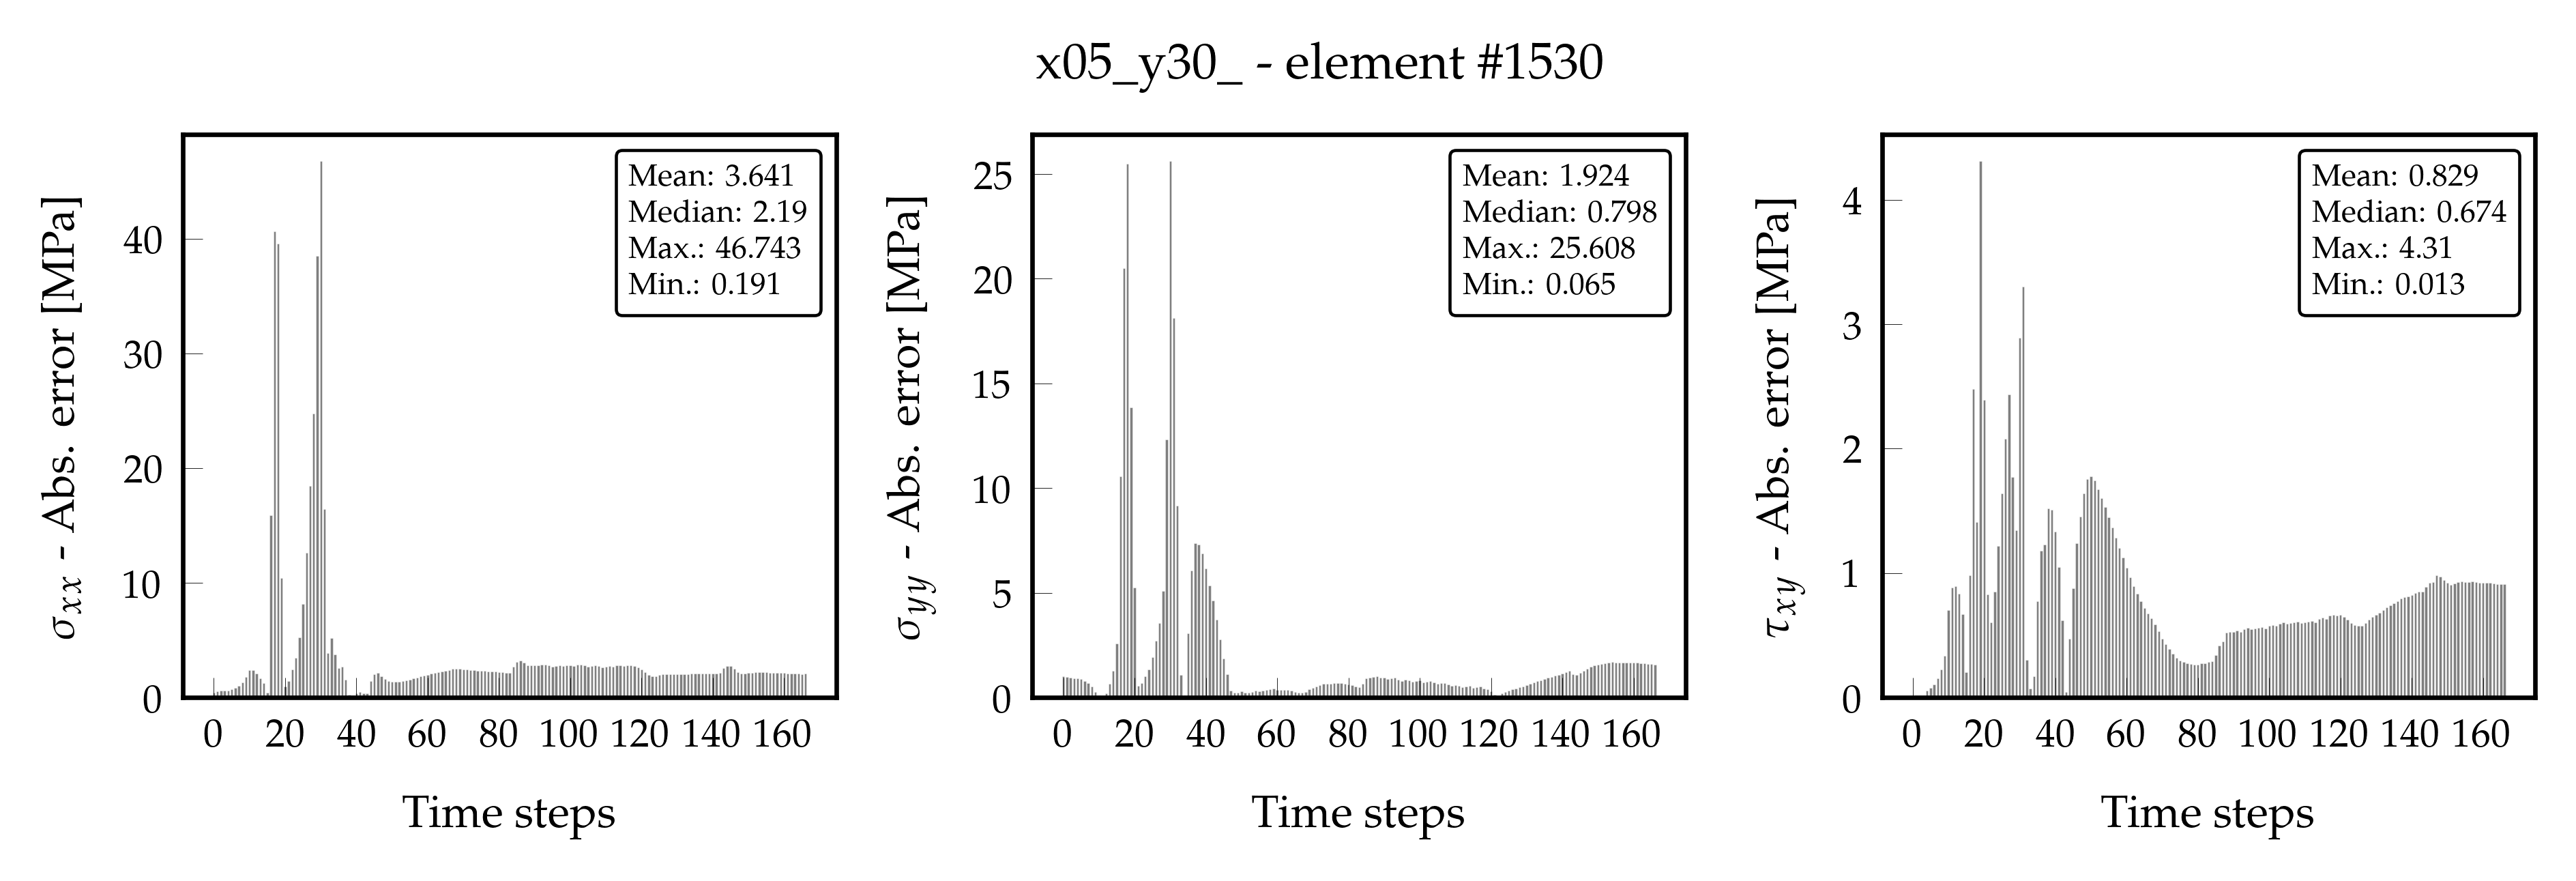 x05_y30_ - element #1530
σxx - Abs. error [MPa]
40
30
20
10
0
0 20 40 60 80 100 120 140 160
Time steps
Mean: 3.641
Median: 2.19
Max.: 46.743
Min.: 0.191
σyy - Abs. error [MPa]
25
20
15
10
5
0
0 20 40 60 80 100 120 140 160
Time steps
Mean: 1.924
Median: 0.798
Max.: 25.608
Min.: 0.065
τxy - Abs. error [MPa]
4
3
2
1
0
0 20 40 60 80 100 120 140 160
Time steps
Mean: 0.829
Median: 0.674
Max.: 4.31
Min.: 0.013